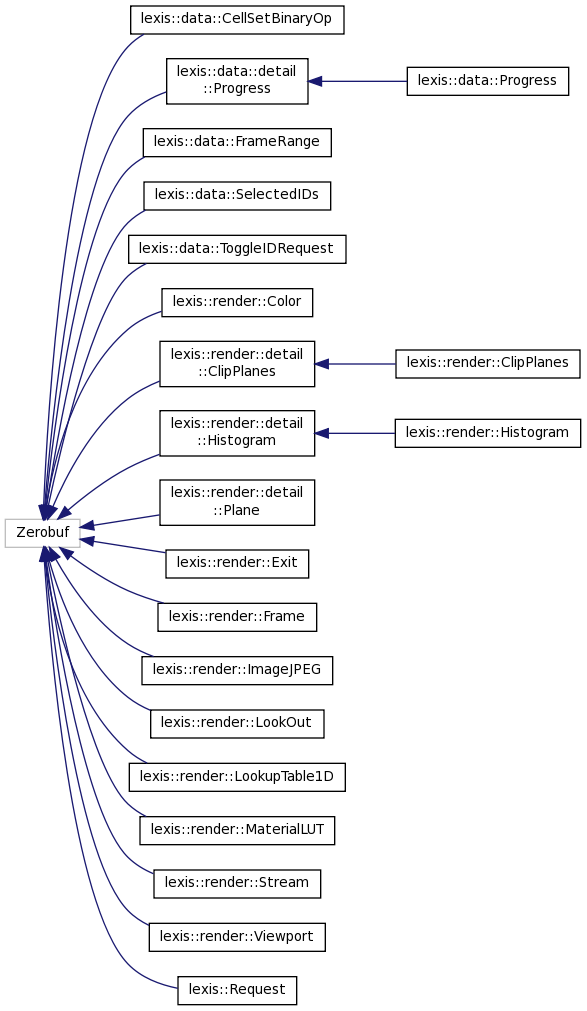 lexis::data::CellSetBinaryOp
lexis::data::detail
::Progress
lexis::data::Progress
lexis::data::FrameRange
lexis::data::SelectedIDs
lexis::data::ToggleIDRequest
lexis::render::Color
lexis::render::detail
::ClipPlanes
lexis::render::ClipPlanes
lexis::render::detail
::Histogram
lexis::render::Histogram
lexis::render::detail
::Plane
Zerobuf
lexis::render::Exit
lexis::render::Frame
lexis::render::ImageJPEG
lexis::render::LookOut
lexis::render::LookupTable1D
lexis::render::MaterialLUT
lexis::render::Stream
lexis::render::Viewport
lexis::Request